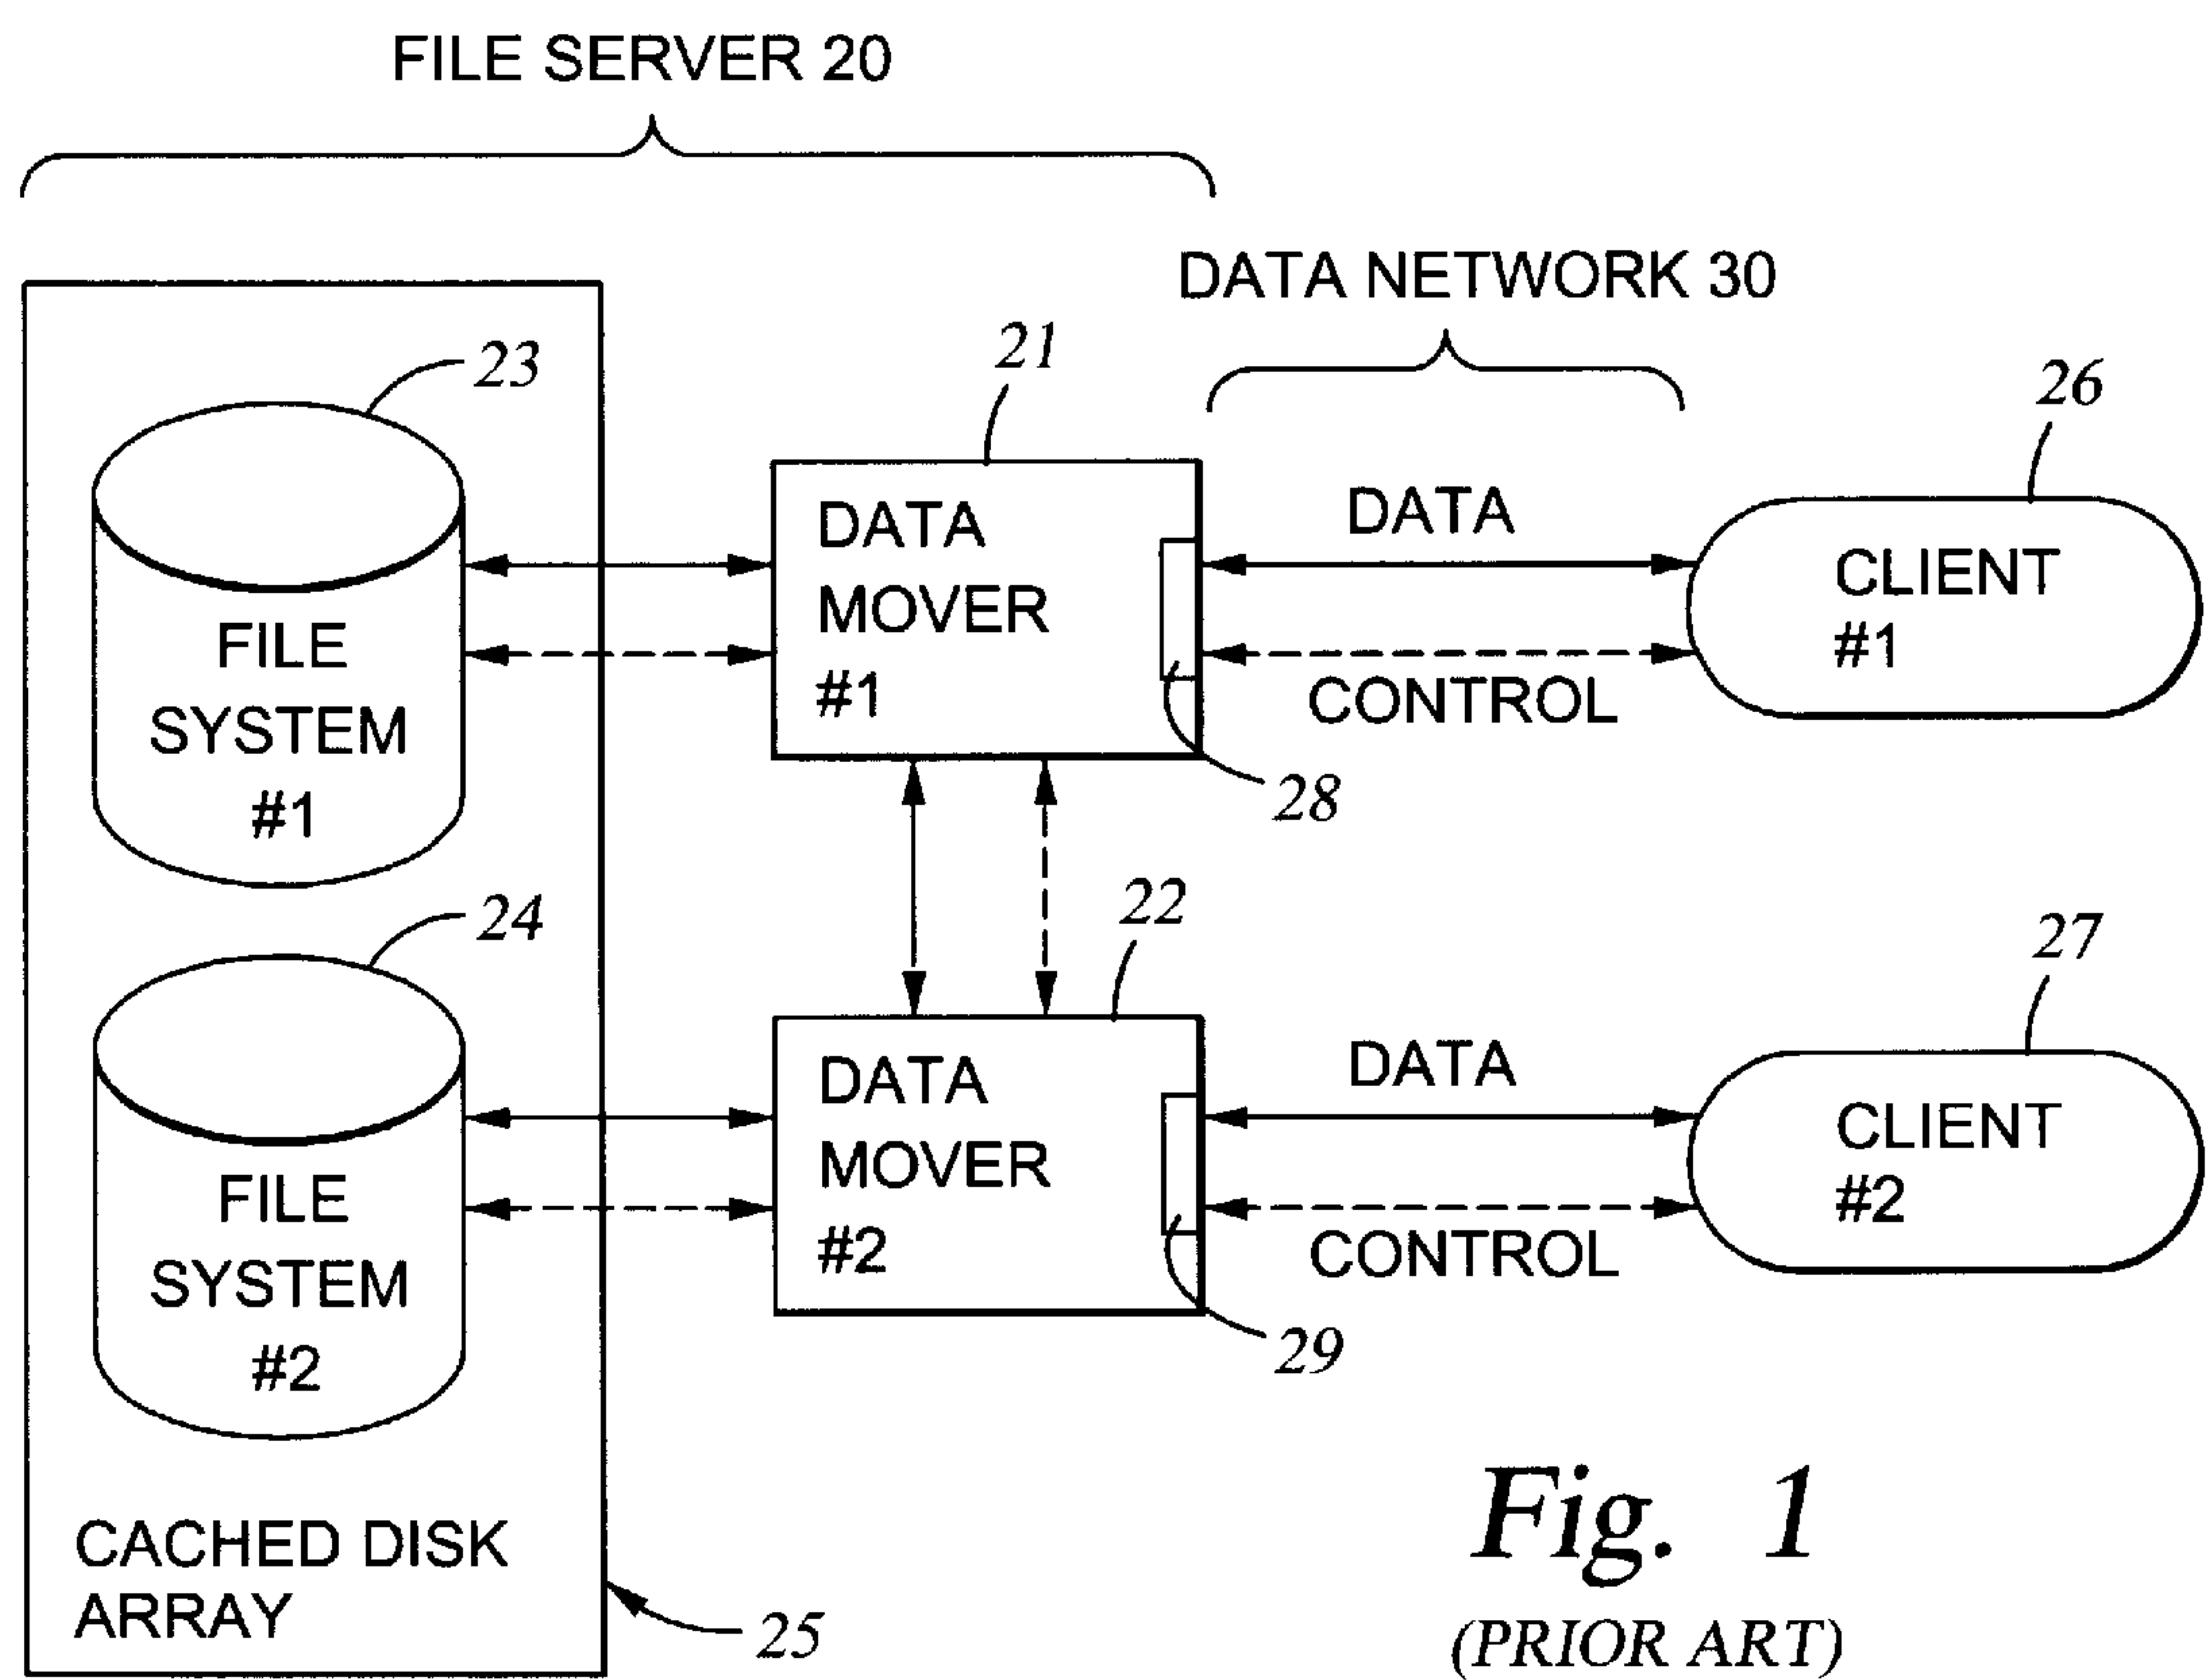 FILE SERVER 20
DATA NETWORK 30
23
21
26
FILE
SYSTEM
#1
DATA
MOVER
#1
DATA
CONTROL
CLIENT
#1
28
24
22
27
FILE
SYSTEM
#2
DATA
MOVER
#2
DATA
CONTROL
CLIENT
#2
29
CACHED DISK
ARRAY
25
Fig. 1
(PRIOR ART)